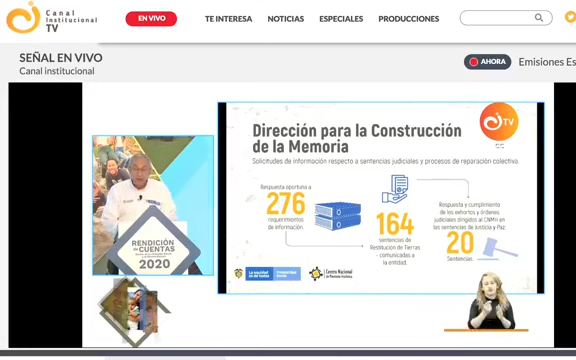 Canal
Institucional
TV
EN VIVO
TE INTERESA
NOTICIAS
ESPECIALES
PRODUCCIONES
SEÑAL EN VIVO
Canal institucional
AHORA
Emisiones Es
TV
CC
Dirección para la Construcción
de la Memoria
Solicitudes de información respecto a sentencias judiciales y procesos de reparación colectiva.
Respuesta oportuna a
276
requerimientos
de información.
164
sentencias de
Restitución de Tierras
- comunicadas a
la entidad.
Respuesta y cumplimiento
de los exhortos y órdenes
judiciales dirigidos al CNMH en
las sentencias de Justicia y Paz:
20
Sentencias.
RENDICIÓN
DE CUENTAS
2020
Centro Nacional
de Memoria Histórica